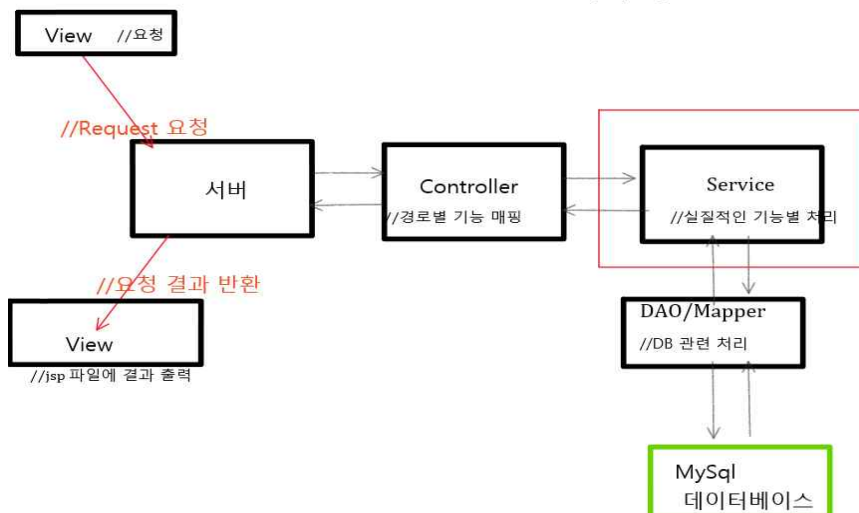 View //요청
//Request 요청
서버
Controller
//경로별 기능 매핑
Service
//실질적인 기능별 처리
//요청 결과 반환
View
//jsp 파일에 결과 출력
DAO/Mapper
//DB 관련 처리
MySql
데이터베이스